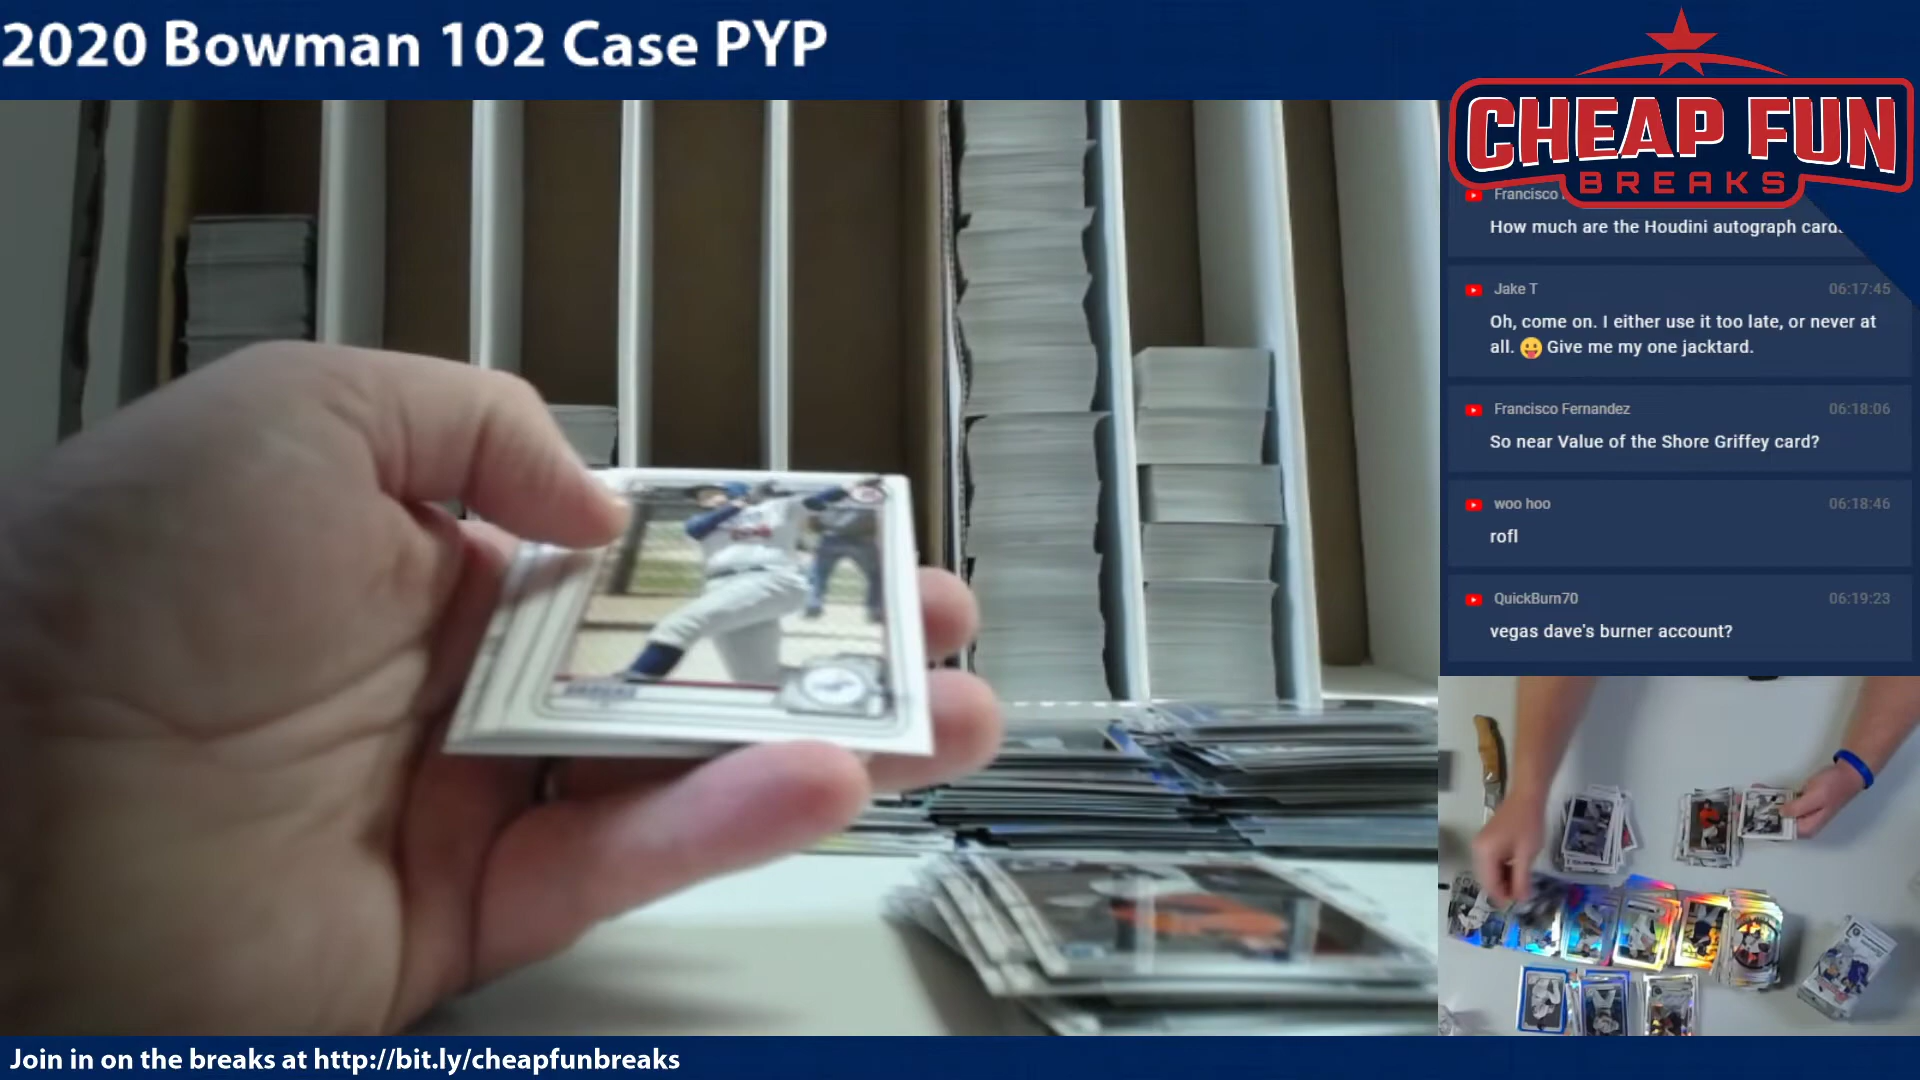 2020 Bowman 102 Case PYP
CHEAP FUN
BREAKS
Francisco
How much are the Houdini autograph card
Jake T 06:17:45
Oh, come on. I either use it too late, or never at
all. 😛 Give me my one jacktard.
Francisco Fernandez 06:18:06
So near Value of the Shore Griffey card?
woo hoo 06:18:46
rofl
QuickBurn70 06:19:23
vegas dave's burner account?
Join in on the breaks at http://bit.ly/cheapfunbreaks